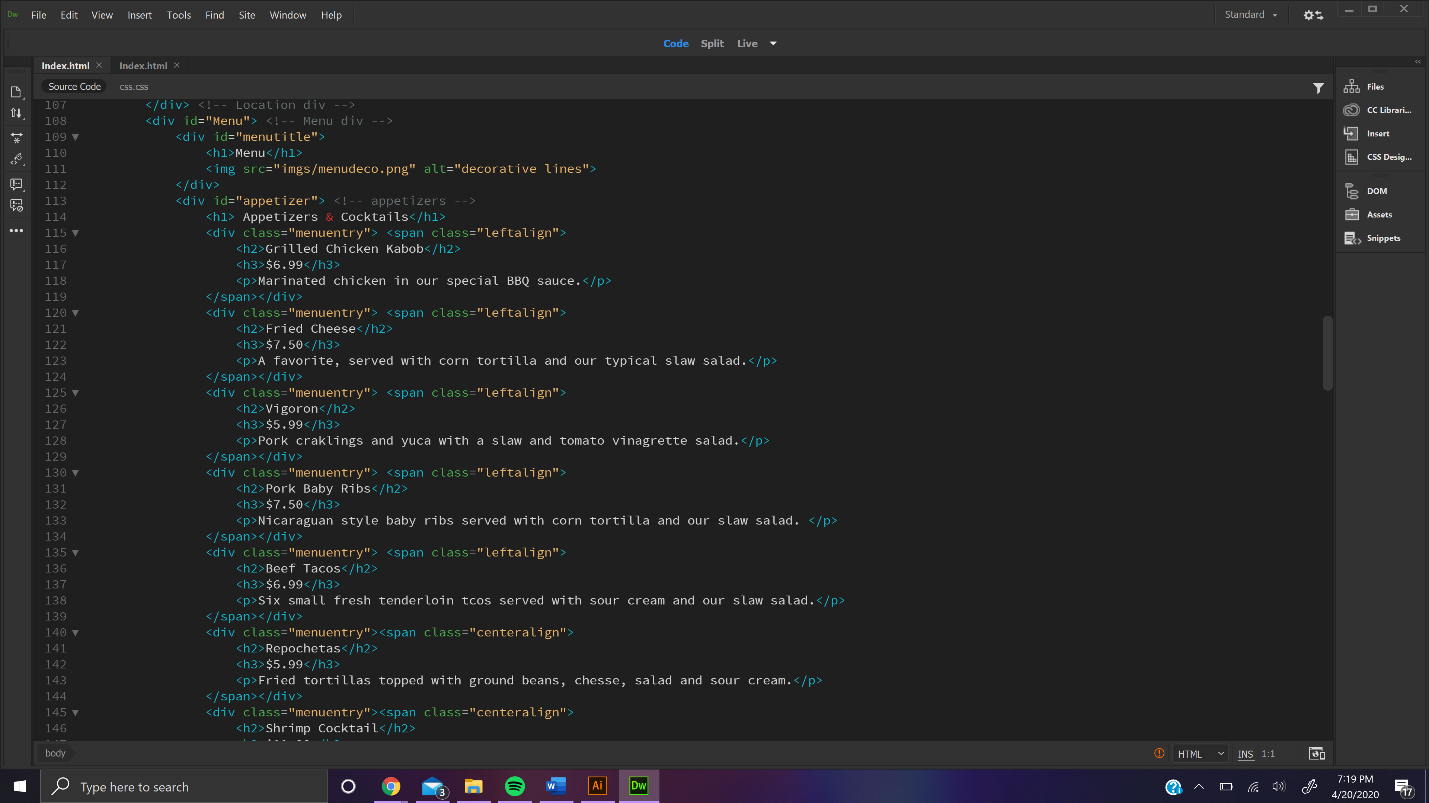 Dw File Edit View Insert Tools Find Site Window Help Standard
Code Split Live
Index.html × Index.html ×
Source Code css.css
107 </div> <!-- Location div -->
108 <div id="Menu"> <!-- Menu div -->
109 <div id="menutitle">
110 <h1>Menu</h1>
111 <img src="imgs/menudeco.png" alt="decorative lines">
112 </div>
113 <div id="appetizer"> <!-- appetizers -->
114 <h1> Appetizers & Cocktails</h1>
115 <div class="menuentry"> <span class="leftalign">
116 <h2>Grilled Chicken Kabob</h2>
117 <h3>$6.99</h3>
118 <p>Marinated chicken in our special BBQ sauce.</p>
119 </span></div>
120 <div class="menuentry"> <span class="leftalign">
121 <h2>Fried Cheese</h2>
122 <h3>$7.50</h3>
123 <p>A favorite, served with corn tortilla and our typical slaw salad.</p>
124 </span></div>
125 <div class="menuentry"> <span class="leftalign">
126 <h2>Vigoron</h2>
127 <h3>$5.99</h3>
128 <p>Pork craklings and yuca with a slaw and tomato vinagrette salad.</p>
129 </span></div>
130 <div class="menuentry"> <span class="leftalign">
131 <h2>Pork Baby Ribs</h2>
132 <h3>$7.50</h3>
133 <p>Nicaraguan style baby ribs served with corn tortilla and our slaw salad. </p>
134 </span></div>
135 <div class="menuentry"> <span class="leftalign">
136 <h2>Beef Tacos</h2>
137 <h3>$6.99</h3>
138 <p>Six small fresh tenderloin tcos served with sour cream and our slaw salad.</p>
139 </span></div>
140 <div class="menuentry"><span class="centeralign">
141 <h2>Repochetas</h2>
142 <h3>$5.99</h3>
143 <p>Fried tortillas topped with ground beans, chesse, salad and sour cream.</p>
144 </span></div>
145 <div class="menuentry"><span class="centeralign">
146 <h2>Shrimp Cocktail</h2>
Files
CC Librari...
Insert
CSS Desig...
DOM
Assets
Snippets
body HTML INS 1:1
Type here to search
3
Ai
Dw
7:19 PM
4/20/2020
17